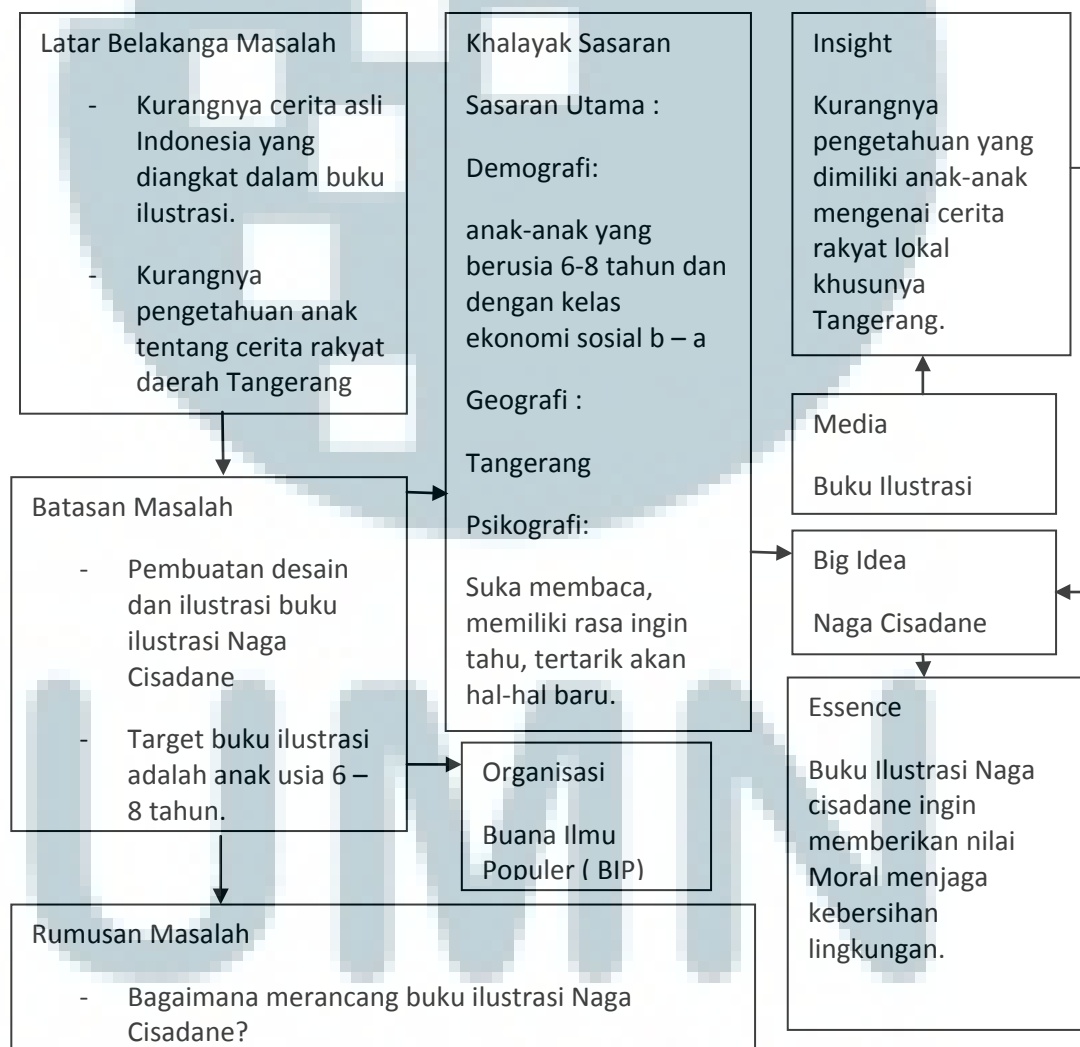 Latar Belakanga Masalah
- Kurangnya cerita asli
Indonesia yang
diangkat dalam buku
ilustrasi.
- Kurangnya
pengetahuan anak
tentang cerita rakyat
daerah Tangerang
Batasan Masalah
- Pembuatan desain
dan ilustrasi buku
ilustrasi Naga
Cisadane
- Target buku ilustrasi
adalah anak usia 6 –
8 tahun.
Rumusan Masalah
- Bagaimana merancang buku ilustrasi Naga
Cisadane?
Khalayak Sasaran
Sasaran Utama :
Demografi:
anak-anak yang
berusia 6-8 tahun dan
dengan kelas
ekonomi sosial b – a
Geografi :
Tangerang
Psikografi:
Suka membaca,
memiliki rasa ingin
tahu, tertarik akan
hal-hal baru.
Organisasi
Buana Ilmu
Populer ( BIP)
Insight
Kurangnya
pengetahuan yang
dimiliki anak-anak
mengenai cerita
rakyat lokal
khusunya
Tangerang.
Media
Buku Ilustrasi
Big Idea
Naga Cisadane
Essence
Buku Ilustrasi Naga
cisadane ingin
memberikan nilai
Moral menjaga
kebersihan
lingkungan.
UMN